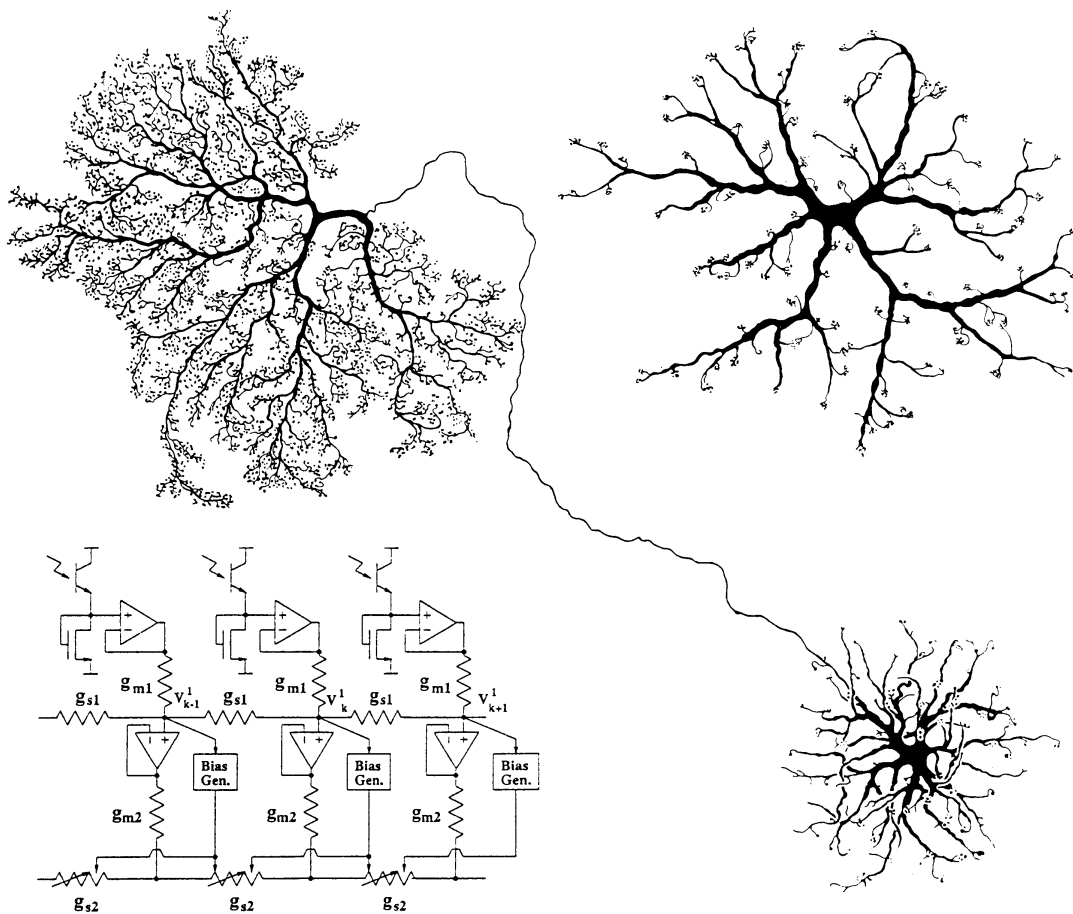 + − + − + −
g_m1 g_m1 g_m1
g_s1 V^1_k-1 g_s1 V^1_k g_s1 V^1_k+1
Bias Gen. Bias Gen. Bias Gen.
g_m2 g_m2 g_m2
g_s2 g_s2 g_s2